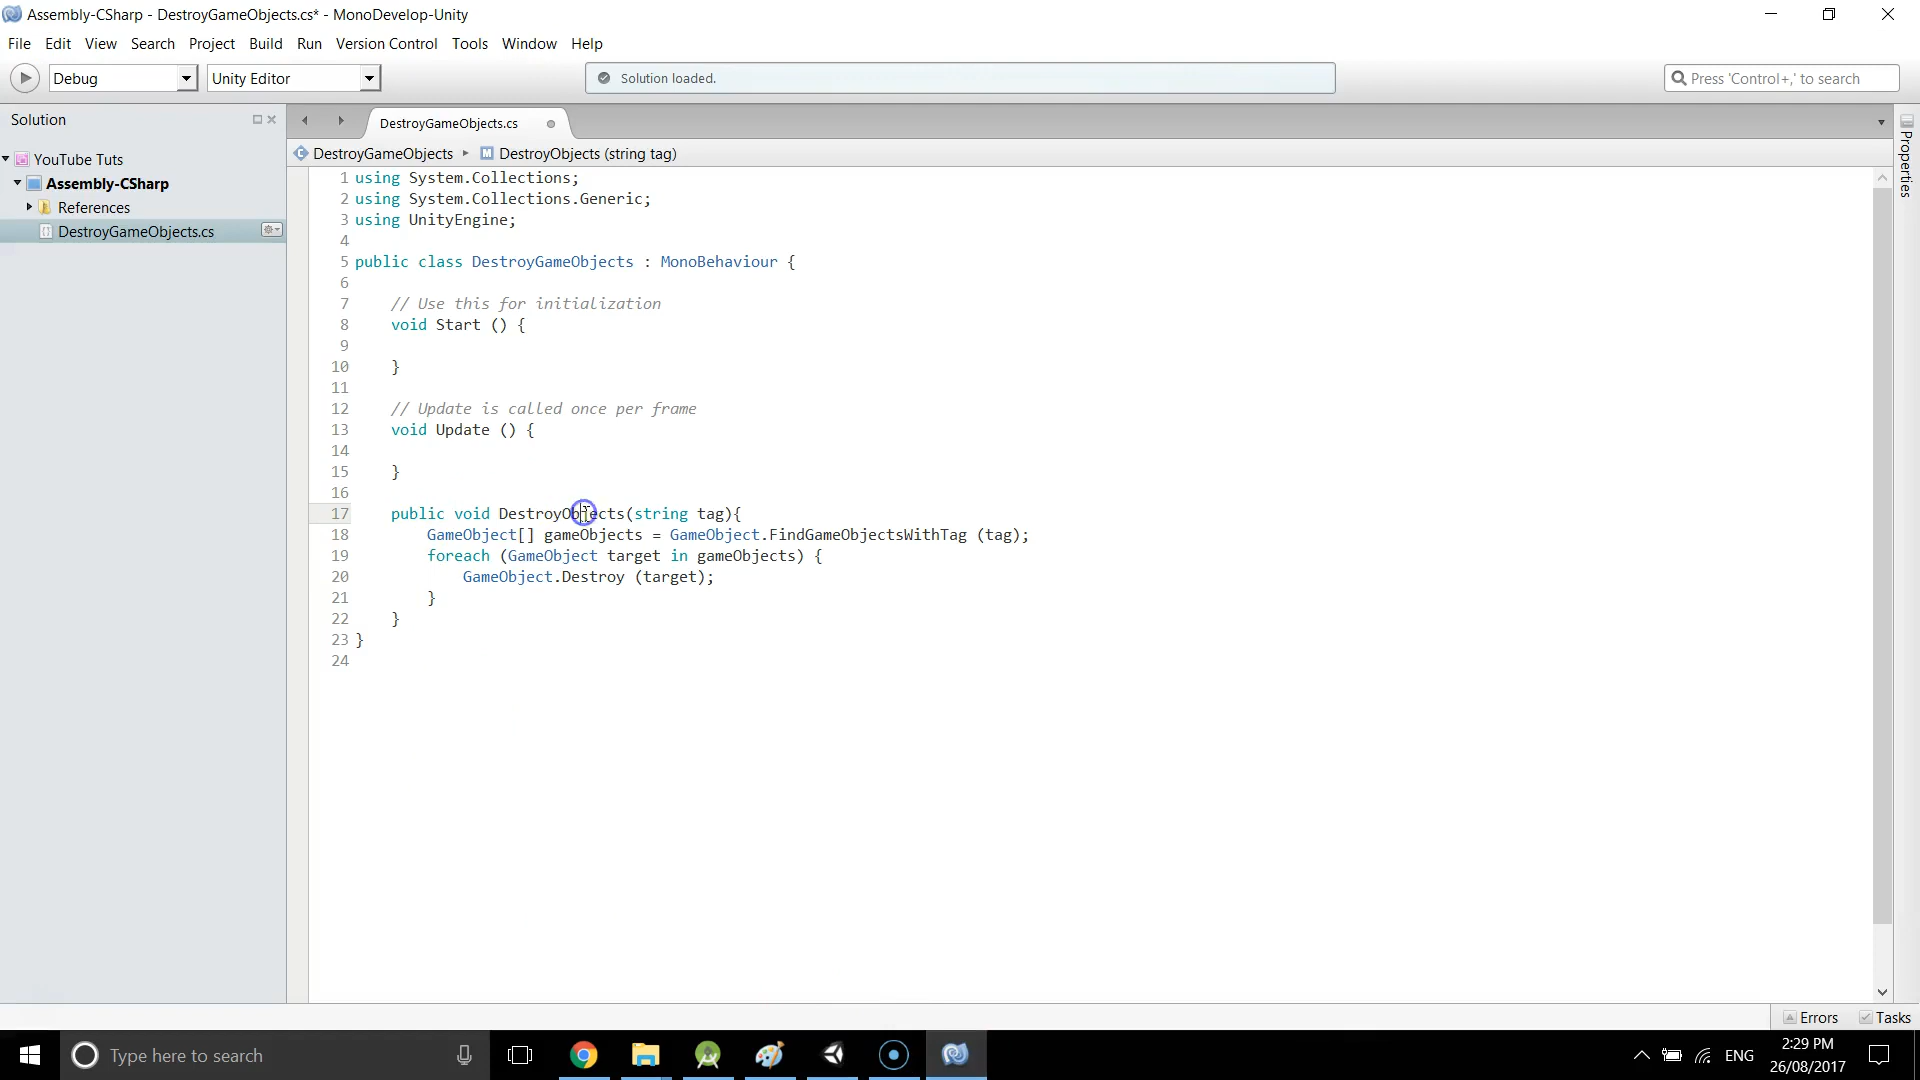 Assembly-CSharp - DestroyGameObjects.cs* - MonoDevelop-Unity
File Edit View Search Project Build Run Version Control Tools Window Help
Debug Unity Editor Solution loaded. Press 'Control+,' to search
Solution DestroyGameObjects.cs
DestroyGameObjects DestroyObjects (string tag)
Properties
YouTube Tuts
Assembly-CSharp
References
DestroyGameObjects.cs
1 using System.Collections;
2 using System.Collections.Generic;
3 using UnityEngine;
4
5 public class DestroyGameObjects : MonoBehaviour {
6
7 // Use this for initialization
8 void Start () {
9
10 }
11
12 // Update is called once per frame
13 void Update () {
14
15 }
16
17 public void DestroyObjects(string tag){
18 GameObject[] gameObjects = GameObject.FindGameObjectsWithTag (tag);
19 foreach (GameObject target in gameObjects) {
20 GameObject.Destroy (target);
21 }
22 }
23 }
24
Errors Tasks
Type here to search
ENG
2:29 PM
26/08/2017